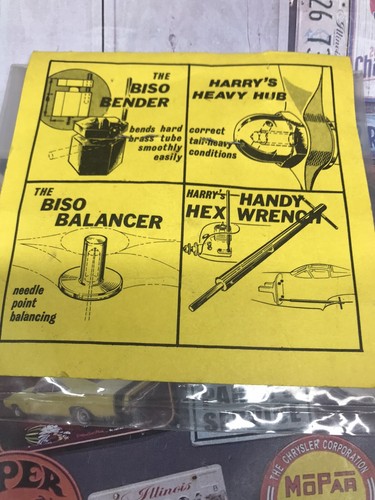 THE
BISO
BENDER
bends hard
brass tube
smoothly
easily
HARRY'S
HEAVY HUB
correct
tail heavy
conditions
THE
BISO
BALANCER
needle
point
balancing
HARRY'S HANDY
HEX WRENCH
Illinois
THE CHRYSLER CORPORATION
MOPAR